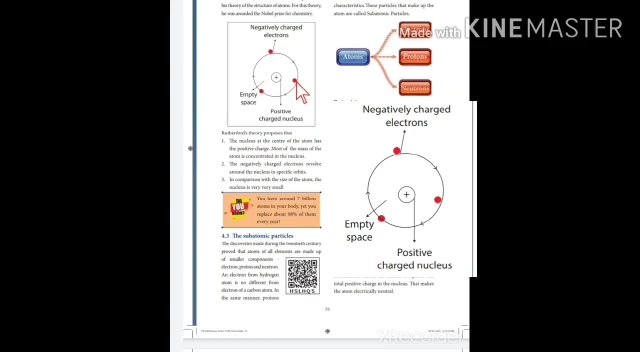 his theory of the structure of atoms. For this theory,
he was awarded the Nobel prize for chemistry.
Negatively charged
electrons
Empty
space
Positive
charged nucleus
Rutherford's theory proposes that
1. The nucleus at the centre of the atom has
the positive charge. Most of the mass of the
atom is concentrated in the nucleus.
2. The negatively charged electrons revolve
around the nucleus in specific orbits.
3. In comparison with the size of the atom, the
nucleus is very very small
DO
YOU
KNOW?
You have around 7 billion
atoms in your body, yet you
replace about 98% of them
every year!
4.3 The subatomic particles
The discoveries made during the twentieth century
proved that atoms of all elements are made up
of smaller components -
electron, proton and neutron.
An electron from hydrogen
atom is no different from
electron of a carbon atom. In
the same manner, protons
H5LHQ5
characteristics. These particles that make up the
atom are called Subatomic Particles.
Made with KINEMASTER
Atoms
Protons
Neutrons
Negatively charged
electrons
Empty
space
Positive
charged nucleus
total positive charge in the nucleus. That makes
the atom electrically neutral.
XRecorder